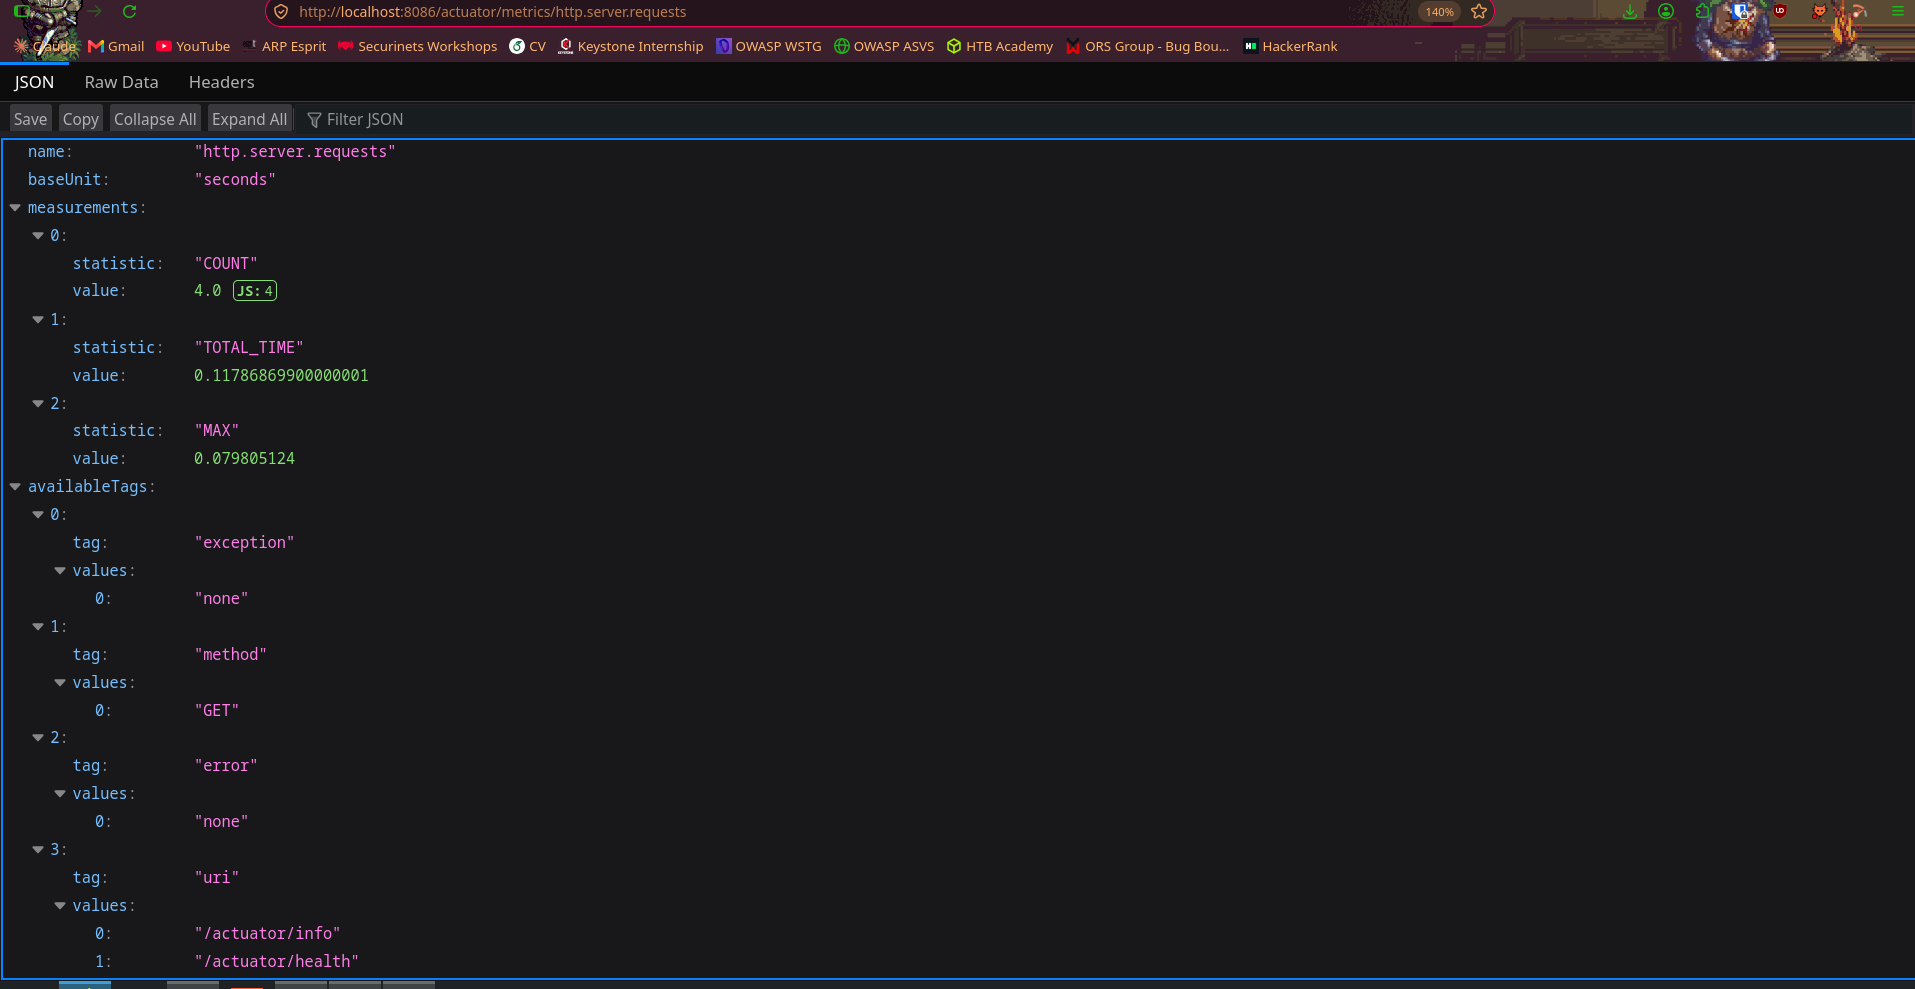 http://localhost:8086/actuator/metrics/http.server.requests 140%
Claude Gmail YouTube ARP Esprit Securinets Workshops CV Keystone Internship OWASP WSTG OWASP ASVS HTB Academy ORS Group - Bug Bou... HackerRank
JSON Raw Data Headers
Save Copy Collapse All Expand All Filter JSON
name: "http.server.requests"
baseUnit: "seconds"
measurements:
0:
statistic: "COUNT"
value: 4.0 JS: 4
1:
statistic: "TOTAL_TIME"
value: 0.11786869900000001
2:
statistic: "MAX"
value: 0.079805124
availableTags:
0:
tag: "exception"
values:
0: "none"
1:
tag: "method"
values:
0: "GET"
2:
tag: "error"
values:
0: "none"
3:
tag: "uri"
values:
0: "/actuator/info"
1: "/actuator/health"